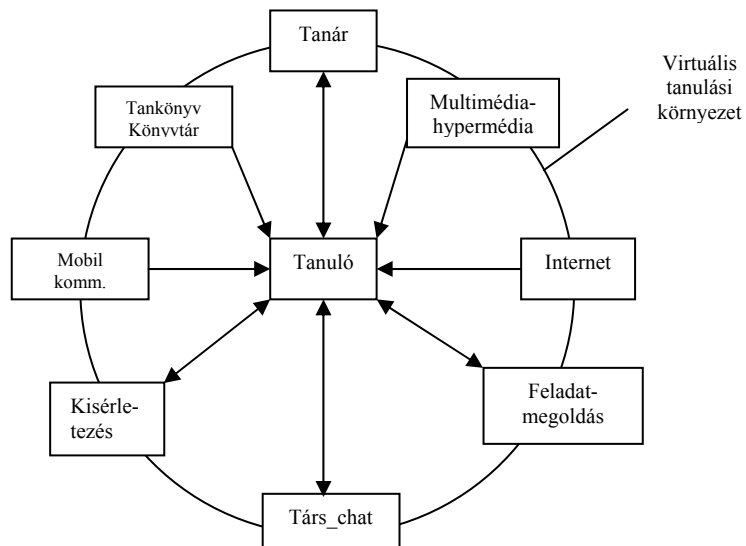 Tanár
Virtuális
tanulási
környezet
Tankönyv
Könyvtár
Multimédia-
hypermédia
Mobil
komm.
Tanuló
Internet
Kisérle-
tezés
Feladat-
megoldás
Társ_chat